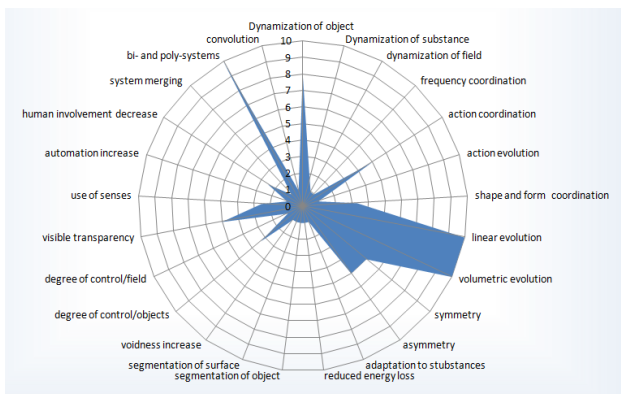 Dynamization of object
Dynamization of substance
dynamization of field
frequency coordination
action coordination
action evolution
shape and form coordination
linear evolution
volumetric evolution
symmetry
asymmetry
adaptation to stubstances
reduced energy loss
segmentation of object
segmentation of surface
voidness increase
degree of control/objects
degree of control/field
visible transparency
use of senses
automation increase
human involvement decrease
system merging
bi- and poly-systems
convolution
10
9
8
7
6
5
4
3
2
1
0